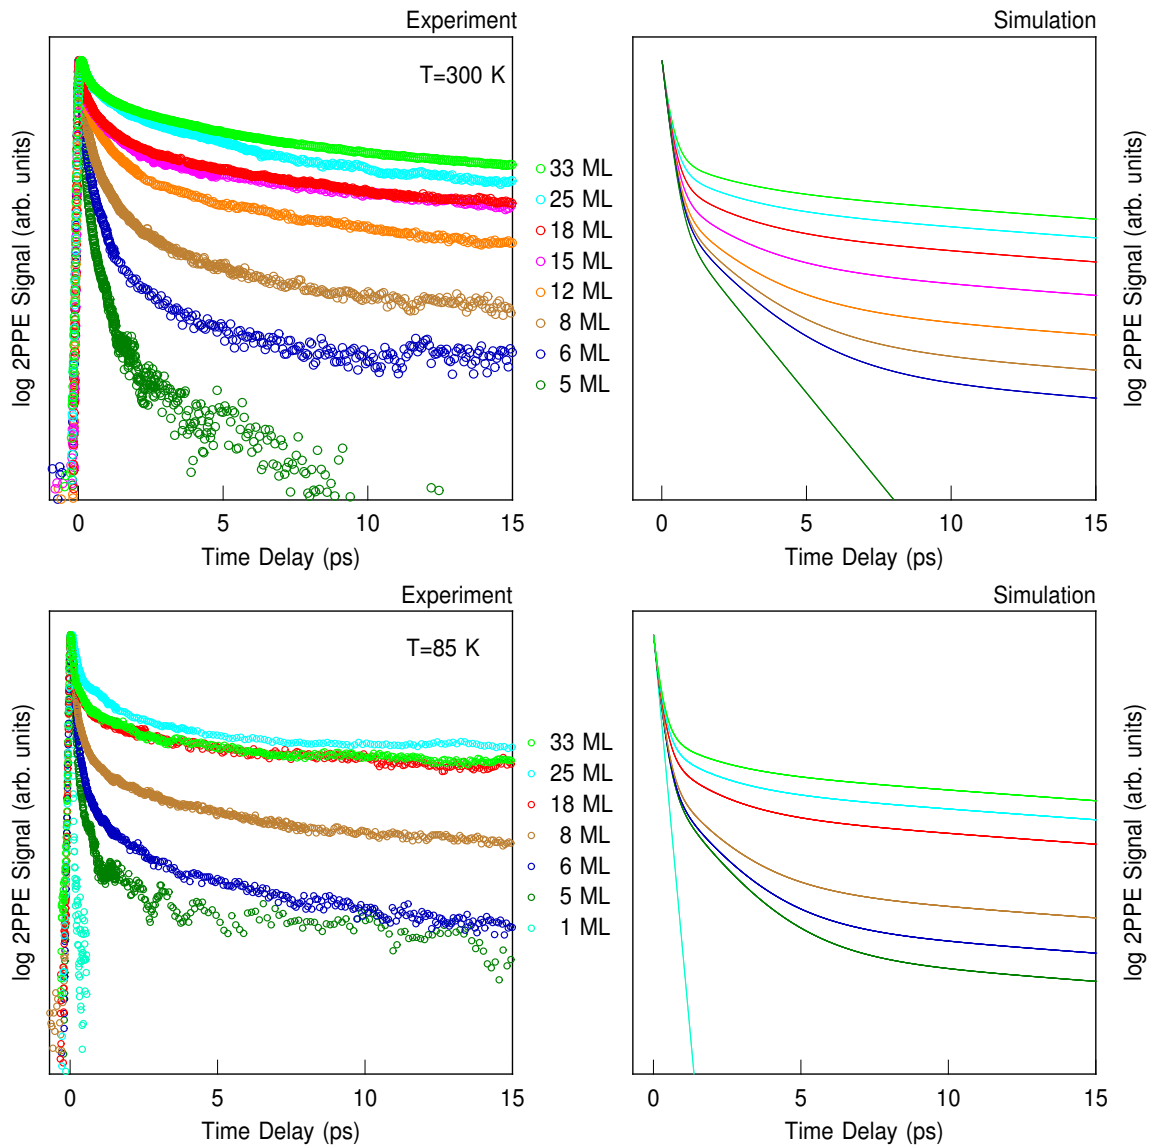 Experiment
Simulation
T=300 K
log 2PPE Signal (arb. units)
33 ML
25 ML
18 ML
15 ML
12 ML
8 ML
6 ML
5 ML
log 2PPE Signal (arb. units)
0 5 10 15
0 5 10 15
Time Delay (ps)
Time Delay (ps)
Experiment
Simulation
T=85 K
log 2PPE Signal (arb. units)
33 ML
25 ML
18 ML
8 ML
6 ML
5 ML
1 ML
log 2PPE Signal (arb. units)
0 5 10 15
0 5 10 15
Time Delay (ps)
Time Delay (ps)